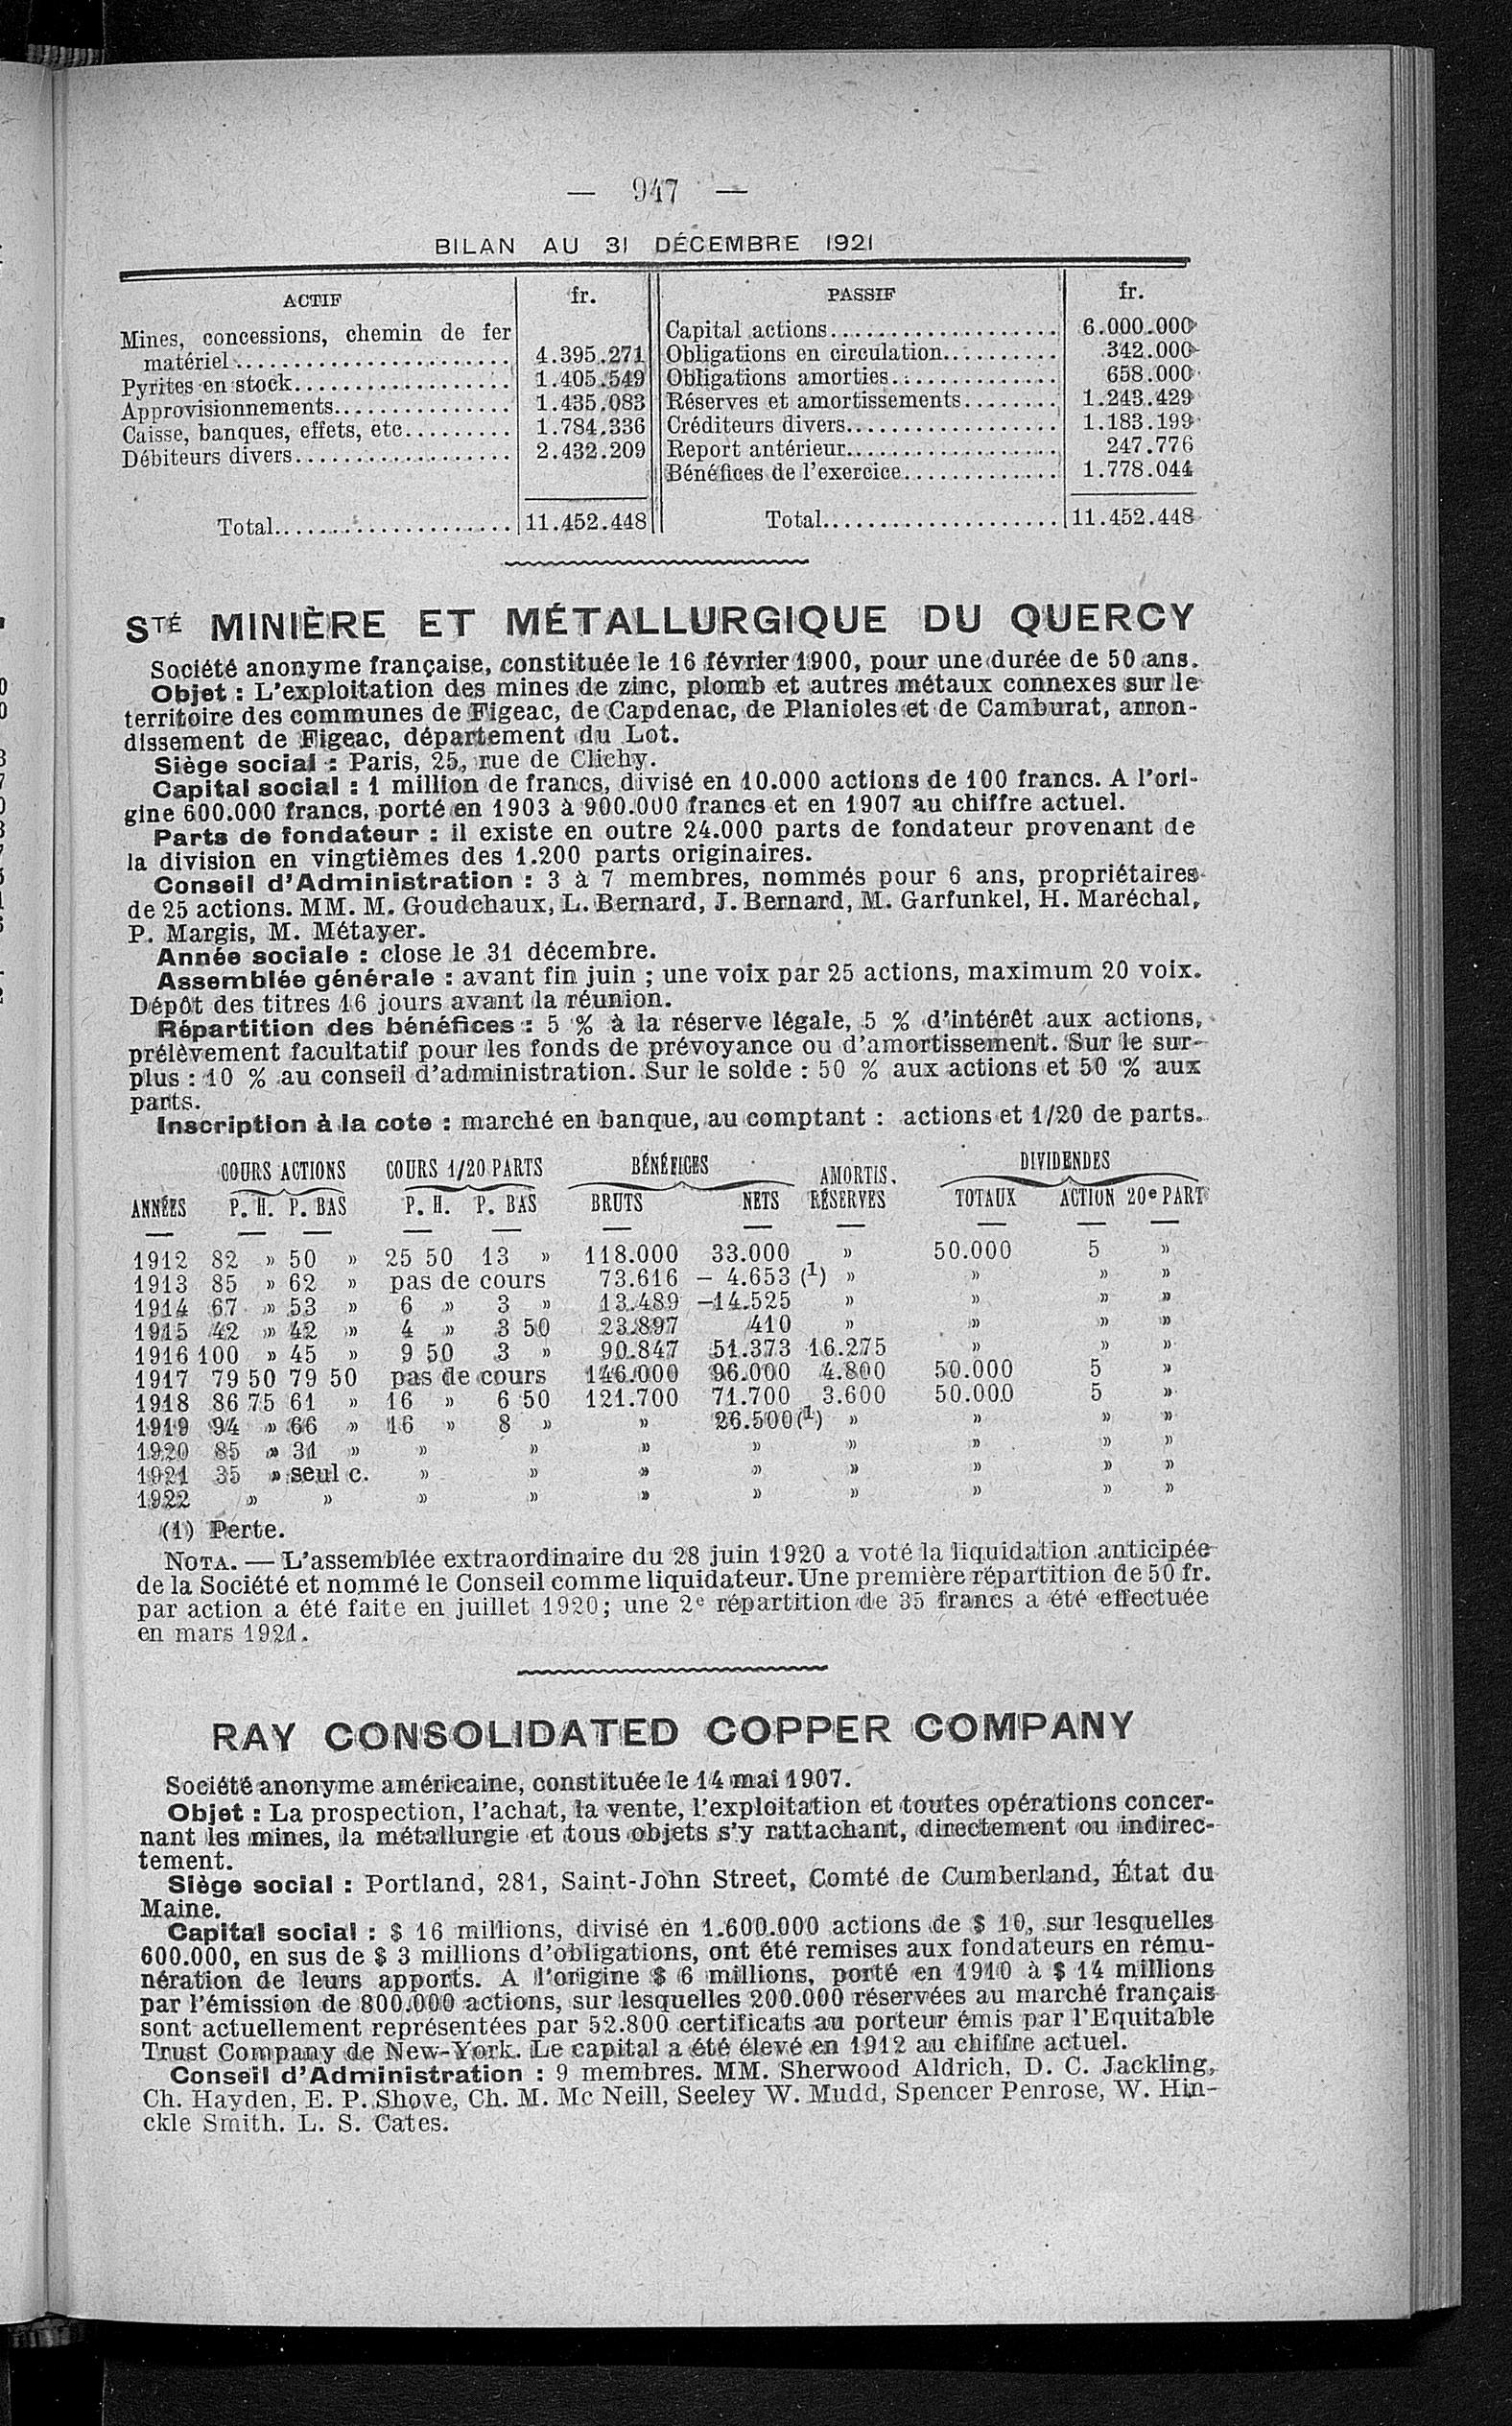 — 947 —
BILAN AU 31 DÉCEMBRE 1921
ACTIF fr. PASSIF fr.
Mines, concessions, chemin de fer
matériel........................ 4.395.271
Pyrites en stock.................. 1.405.549
Approvisionnements............... 1.435.083
Caisse, banques, effets, etc......... 1.784.336
Débiteurs divers.................. 2.432.209
Total.................... 11.452.448
Capital actions................... 6.000.000
Obligations en circulation.......... 342.000
Obligations amorties.............. 658.000
Réserves et amortissements........ 1.243.429
Créditeurs divers.................. 1.183.199
Report antérieur................... 247.776
Bénéfices de l'exercice............. 1.778.044
Total.................... 11.452.448
STÉ MINIÈRE ET MÉTALLURGIQUE DU QUERCY
Société anonyme française, constituée le 16 février 1900, pour une durée de 50 ans.
Objet : L'exploitation des mines de zinc, plomb et autres métaux connexes sur le
territoire des communes de Figeac, de Capdenac, de Planioles et de Camburat, arron-
dissement de Figeac, département du Lot.
Siège social : Paris, 25, rue de Clichy.
Capital social : 1 million de francs, divisé en 10.000 actions de 100 francs. A l'ori-
gine 600.000 francs, porté en 1903 à 900.000 francs et en 1907 au chiffre actuel.
Parts de fondateur : il existe en outre 24.000 parts de fondateur provenant de
la division en vingtièmes des 1.200 parts originaires.
Conseil d'Administration : 3 à 7 membres, nommés pour 6 ans, propriétaires
de 25 actions. MM. M. Goudchaux, L. Bernard, J. Bernard, M. Garfunkel, H. Maréchal,
P. Margis, M. Métayer.
Année sociale : close le 31 décembre.
Assemblée générale : avant fin juin ; une voix par 25 actions, maximum 20 voix.
Dépôt des titres 16 jours avant la réunion.
Répartition des bénéfices : 5 % à la réserve légale, 5 % d'intérêt aux actions,
prélèvement facultatif pour les fonds de prévoyance ou d'amortissement. Sur le sur-
plus : 10 % au conseil d'administration. Sur le solde : 50 % aux actions et 50 % aux
parts.
Inscription à la cote : marché en banque, au comptant : actions et 1/20 de parts.
COURS ACTIONS COURS 1/20 PARTS BÉNÉFICES AMORTIS. DIVIDENDES
ANNÉES P. H. P. BAS P. H. P. BAS BRUTS NETS RÉSERVES TOTAUX ACTION 20e PART
1912 82 » 50 » 25 50 13 » 118.000 33.000 » 50.000 5 »
1913 85 » 62 » pas de cours 73.616 — 4.653 (1) » » » »
1914 67 » 53 » 6 » 3 » 13.489 —14.525 » » » »
1915 42 » 42 » 4 » 3 50 23.897 410 » » » »
1916 100 » 45 » 9 50 3 » 90.847 51.373 16.275 » » »
1917 79 50 79 50 pas de cours 146.000 96.000 4.800 50.000 5 »
1918 86 75 61 » 16 » 6 50 121.700 71.700 3.600 50.000 5 »
1919 94 » 66 » 16 » 8 » » 26.500(1) » » » »
1920 85 » 31 » » » » » » » » »
1921 35 » seul c. » » » » » » » »
1922 » » » » » » » » » »
(1) Perte.
NOTA. — L'assemblée extraordinaire du 28 juin 1920 a voté la liquidation anticipée
de la Société et nommé le Conseil comme liquidateur. Une première répartition de 50 fr.
par action a été faite en juillet 1920; une 2e répartition de 35 francs a été effectuée
en mars 1921.
RAY CONSOLIDATED COPPER COMPANY
Société anonyme américaine, constituée le 14 mai 1907.
Objet : La prospection, l'achat, la vente, l'exploitation et toutes opérations concer-
nant les mines, la métallurgie et tous objets s'y rattachant, directement ou indirec-
tement.
Siège social : Portland, 281, Saint-John Street, Comté de Cumberland, État du
Maine.
Capital social : $ 16 millions, divisé en 1.600.000 actions de $ 10, sur lesquelles
600.000, en sus de $ 3 millions d'obligations, ont été remises aux fondateurs en rému-
nération de leurs apports. A l'origine $ 6 millions, porté en 1910 à $ 14 millions
par l'émission de 800.000 actions, sur lesquelles 200.000 réservées au marché français
sont actuellement représentées par 52.800 certificats au porteur émis par l'Equitable
Trust Company de New-York. Le capital a été élevé en 1912 au chiffre actuel.
Conseil d'Administration : 9 membres. MM. Sherwood Aldrich, D. C. Jackling,
Ch. Hayden, E. P. Shove, Ch. M. Mc Neill, Seeley W. Mudd, Spencer Penrose, W. Hin-
ckle Smith. L. S. Cates.